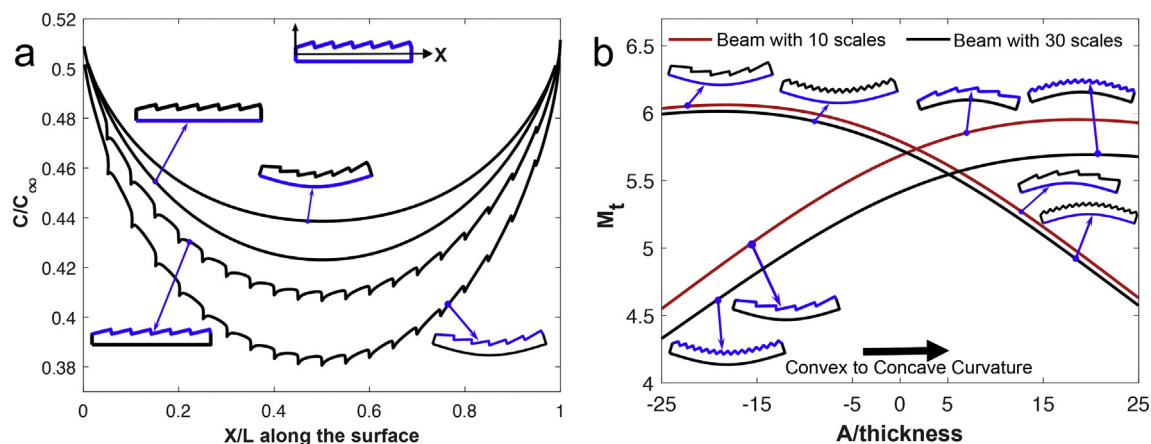 a
0.52
0.5
0.48
0.46
0.44
0.42
0.4
0.38
C/C∞
X
0
0.2
0.4
0.6
0.8
1
X/L along the surface
b
6.5
6
5.5
5
4.5
4
Mt
Beam with 10 scales
Beam with 30 scales
Convex to Concave Curvature
-25
-15
-5
0
5
15
25
A/thickness